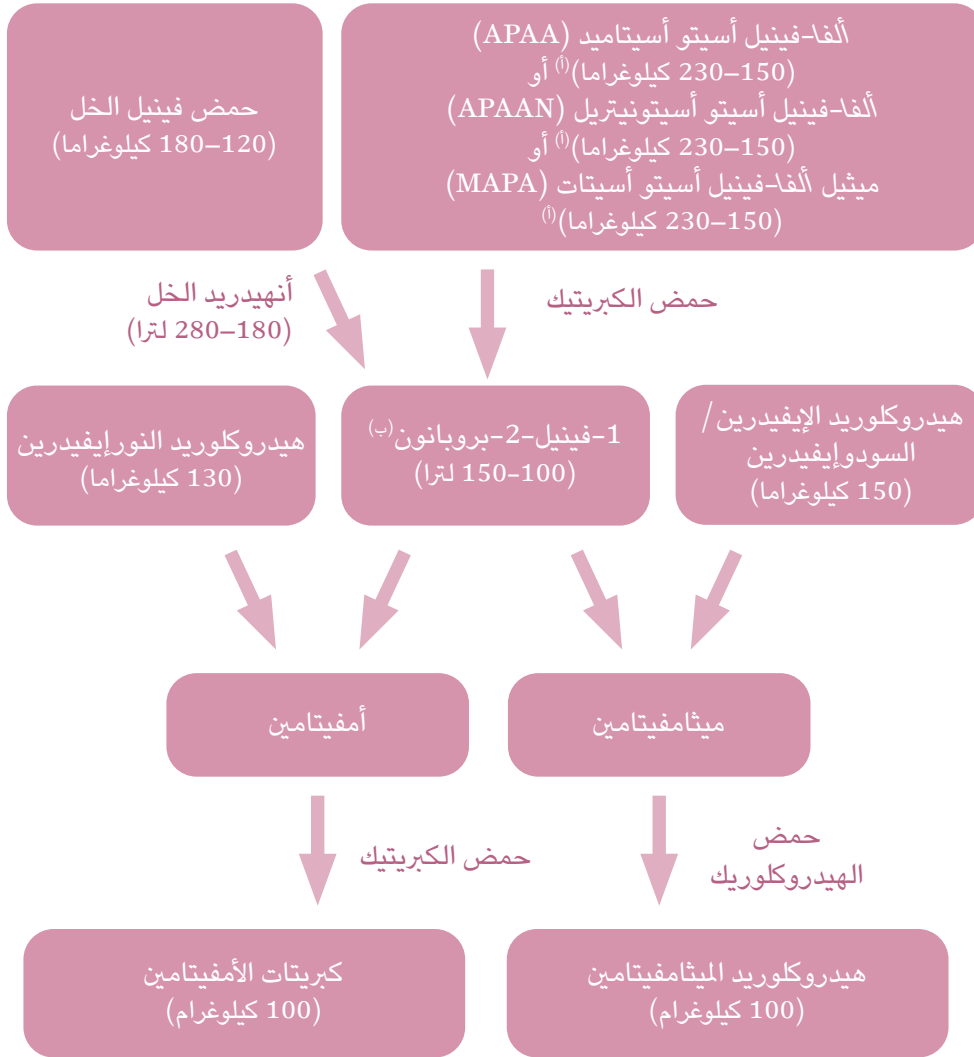 ألفا-فينيل أسيتو أسيتاميد (APAA)
(150–230 كيلوغراما)(أ) أو
ألفا-فينيل أسيتو أسيتونيتريل (APAAN)
(150–230 كيلوغراما)(أ) أو
ميثيل ألفا-فينيل أسيتو أسيتات (MAPA)
(150–230 كيلوغراما)(أ)
حمض فينيل الخل
(120–180 كيلوغراما)
حمض الكبريتيك
أنهيدريد الخل
(180–280 لترا)
هيدروكلوريد الإيفيدرين/
السودوإيفيدرين
(150 كيلوغراما)
1-فينيل-2-بروبانون(ب)
(100-150 لترا)
هيدروكلوريد النورإيفيدرين
(130 كيلوغراما)
ميثامفيتامين
أمفيتامين
حمض
الهيدروكلوريك
حمض الكبريتيك
هيدروكلوريد الميثامفيتامين
(100 كيلوغرام)
كبريتات الأمفيتامين
(100 كيلوغرام)